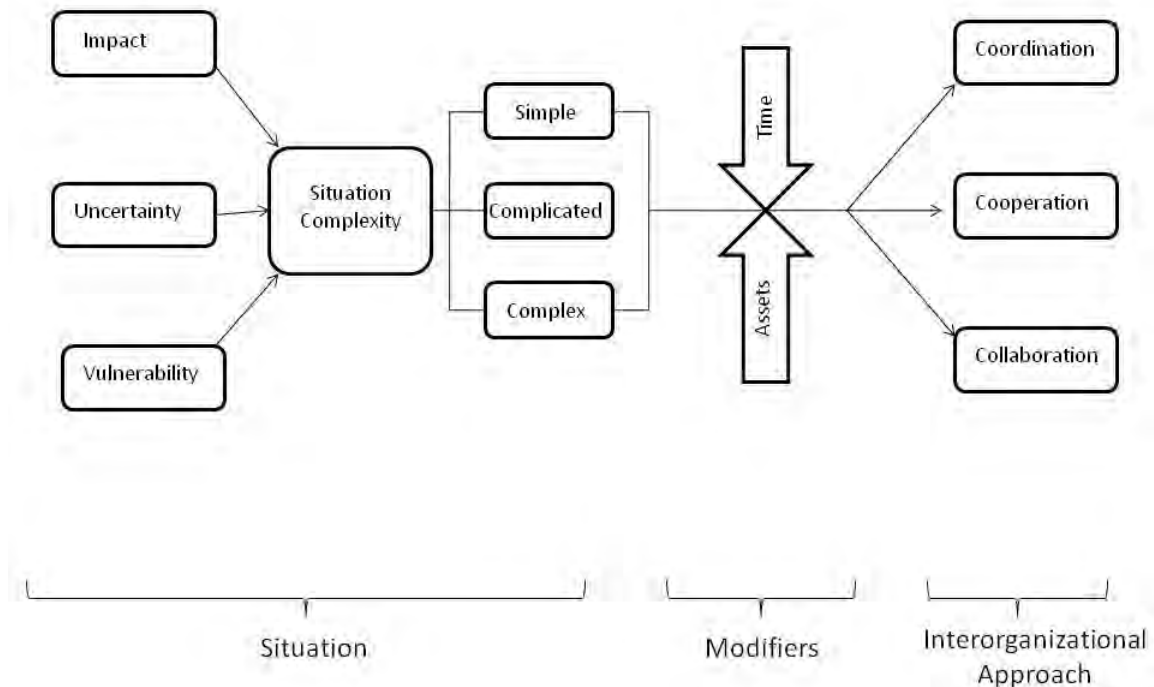 Impact
Uncertainty
Vulnerability
Situation
Complexity
Simple
Complicated
Complex
Time
Assets
Coordination
Cooperation
Collaboration
Situation
Modifiers
Interorganizational
Approach